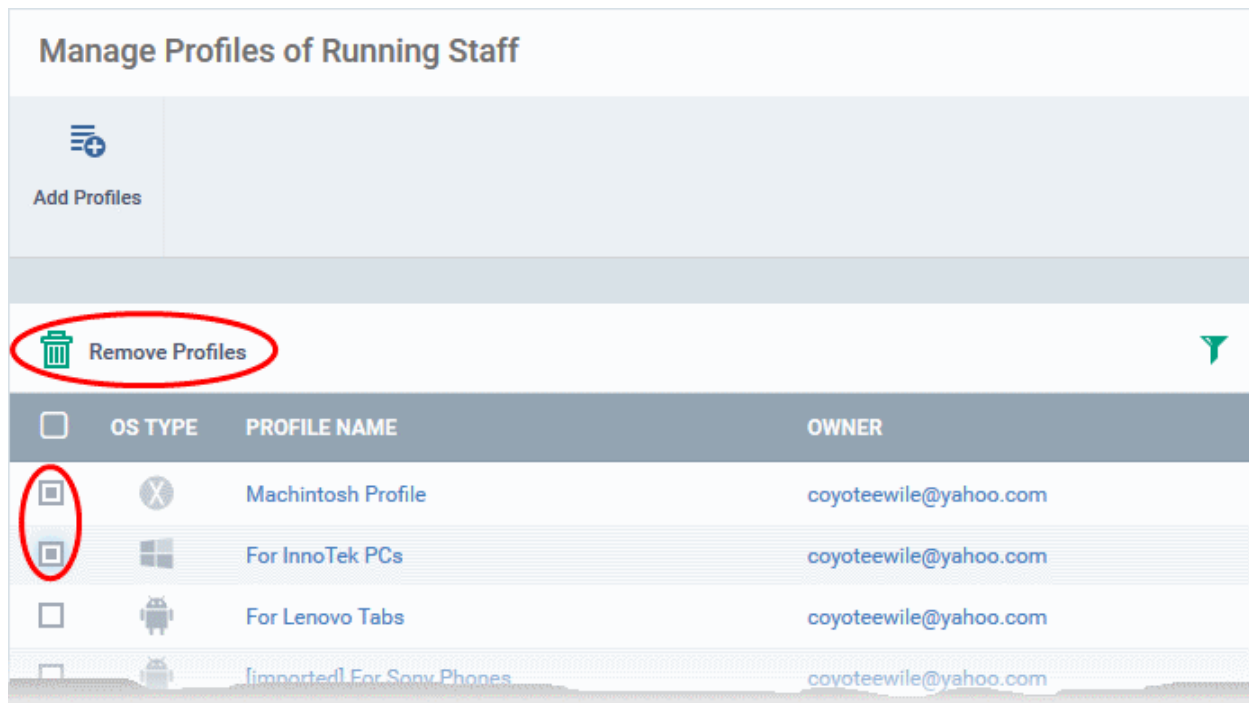 Manage Profiles of Running Staff
Add Profiles
Remove Profiles
OS TYPE PROFILE NAME OWNER
Machintosh Profile coyoteewile@yahoo.com
For InnoTek PCs coyoteewile@yahoo.com
For Lenovo Tabs coyoteewile@yahoo.com
[imported] For Sony Phones coyoteewile@yahoo.com